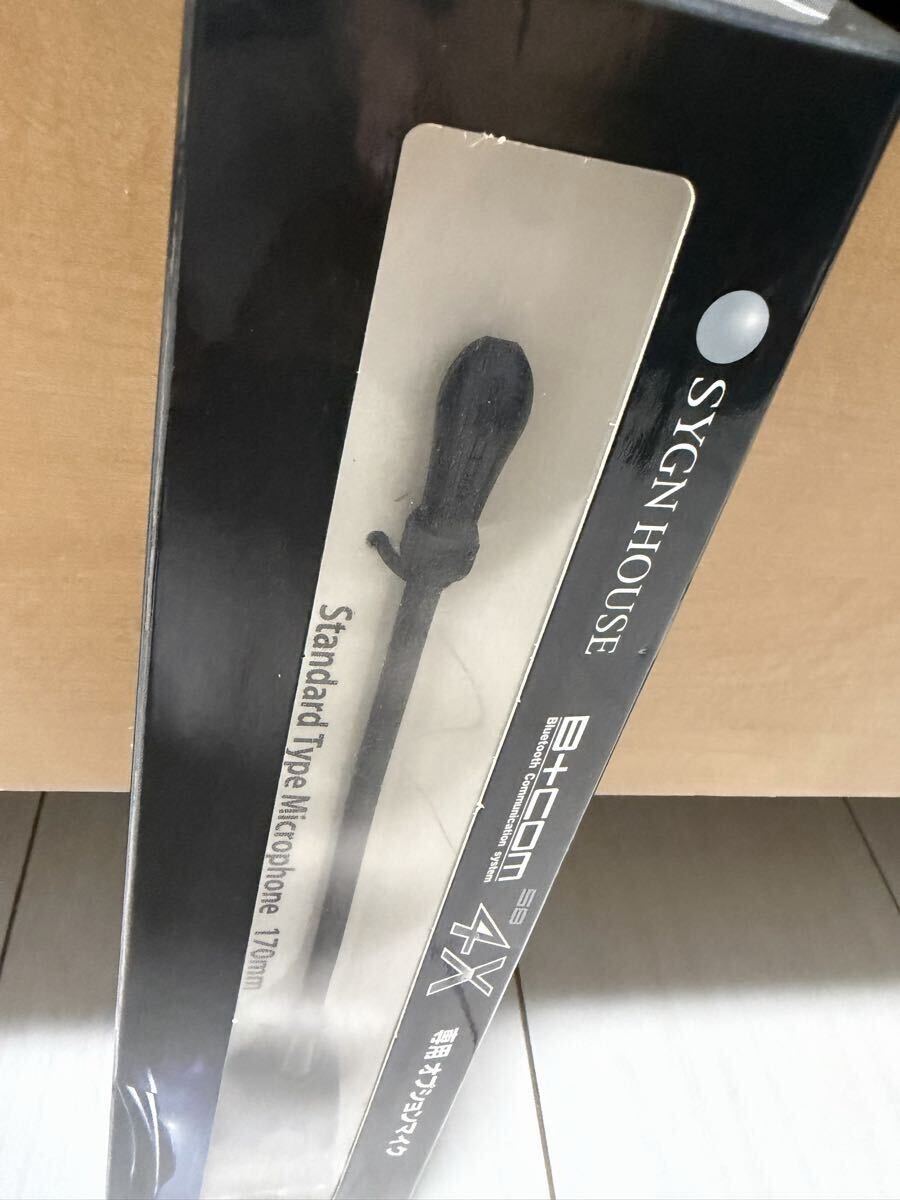 SYGN HOUSE
B+COM SB 4X 専用 オプションマイク
Bluetooth Communication system
Standard Type Microphone 170mm